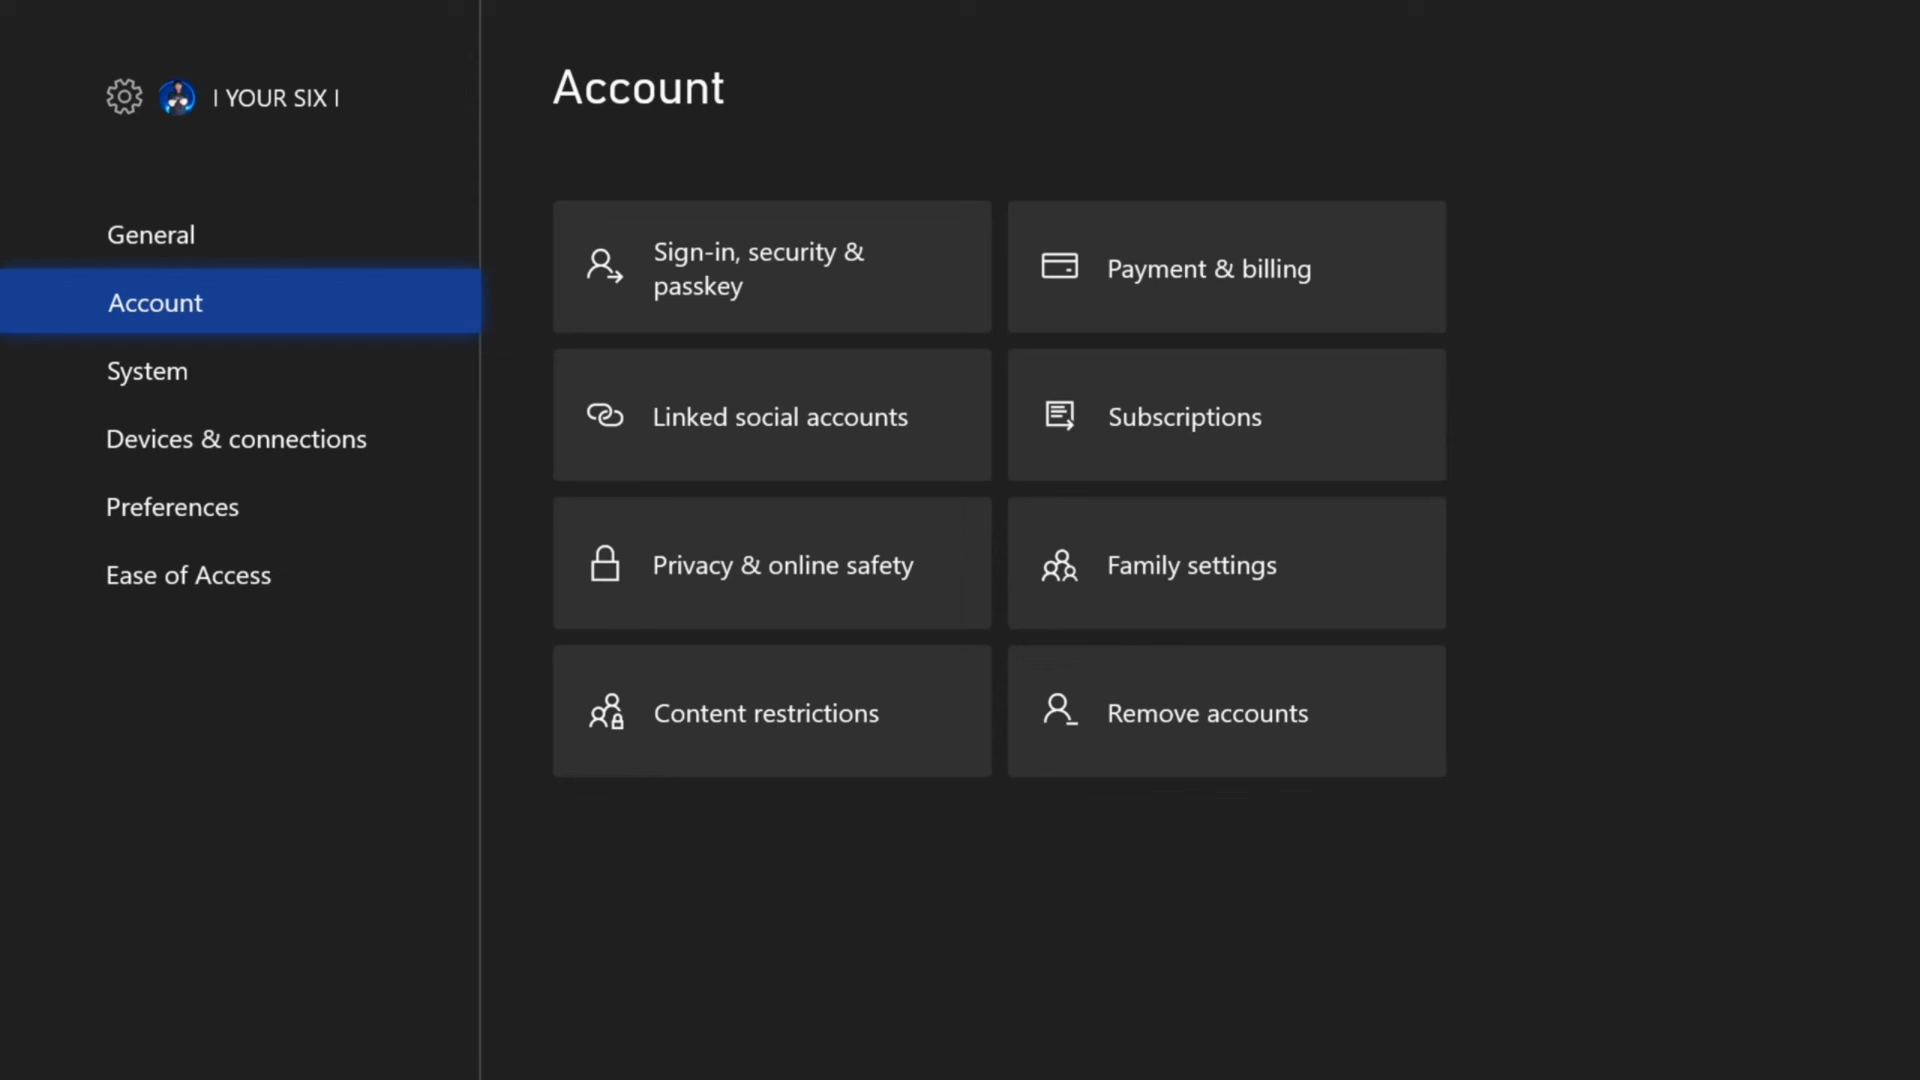 I YOUR SIX I
General
Account
System
Devices & connections
Preferences
Ease of Access
Account
Sign-in, security &
passkey
Payment & billing
Linked social accounts
Subscriptions
Privacy & online safety
Family settings
Content restrictions
Remove accounts